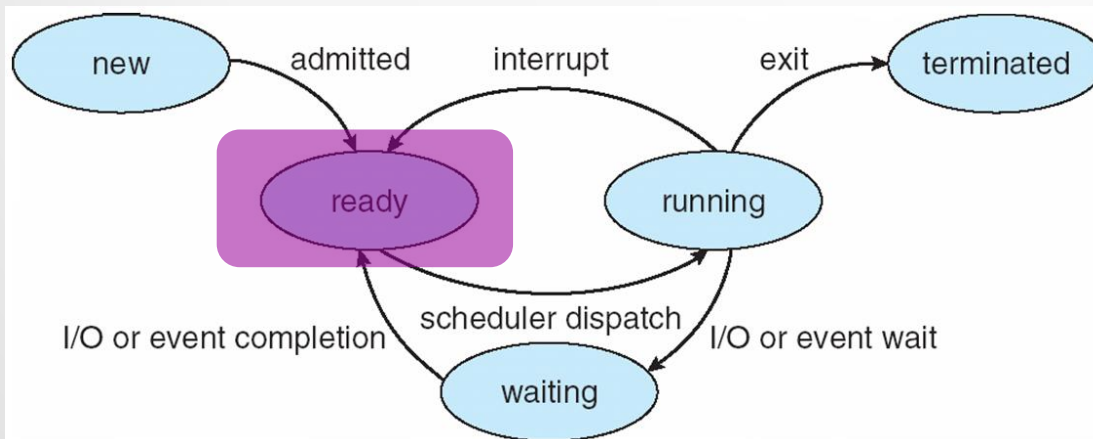 new
admitted
interrupt
exit
terminated
ready
running
scheduler dispatch
I/O or event completion
I/O or event wait
waiting